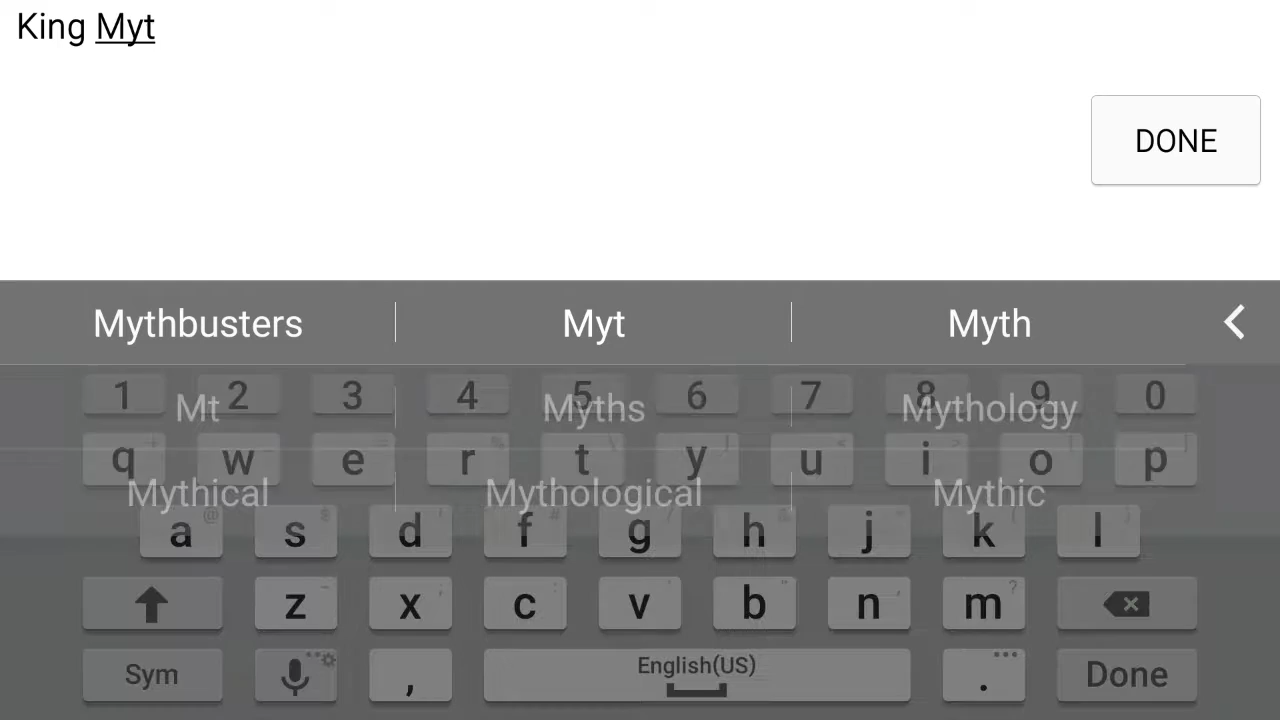 King Myt
DONE
Mythbusters Myt Myth
1 2 3 4 5 6 7 8 9 0
Mt Myths Mythology
q w e r t y u i o p
Mythical Mythological Mythic
a s d f g h j k l
z x c v b n m
Sym , English(US) . Done